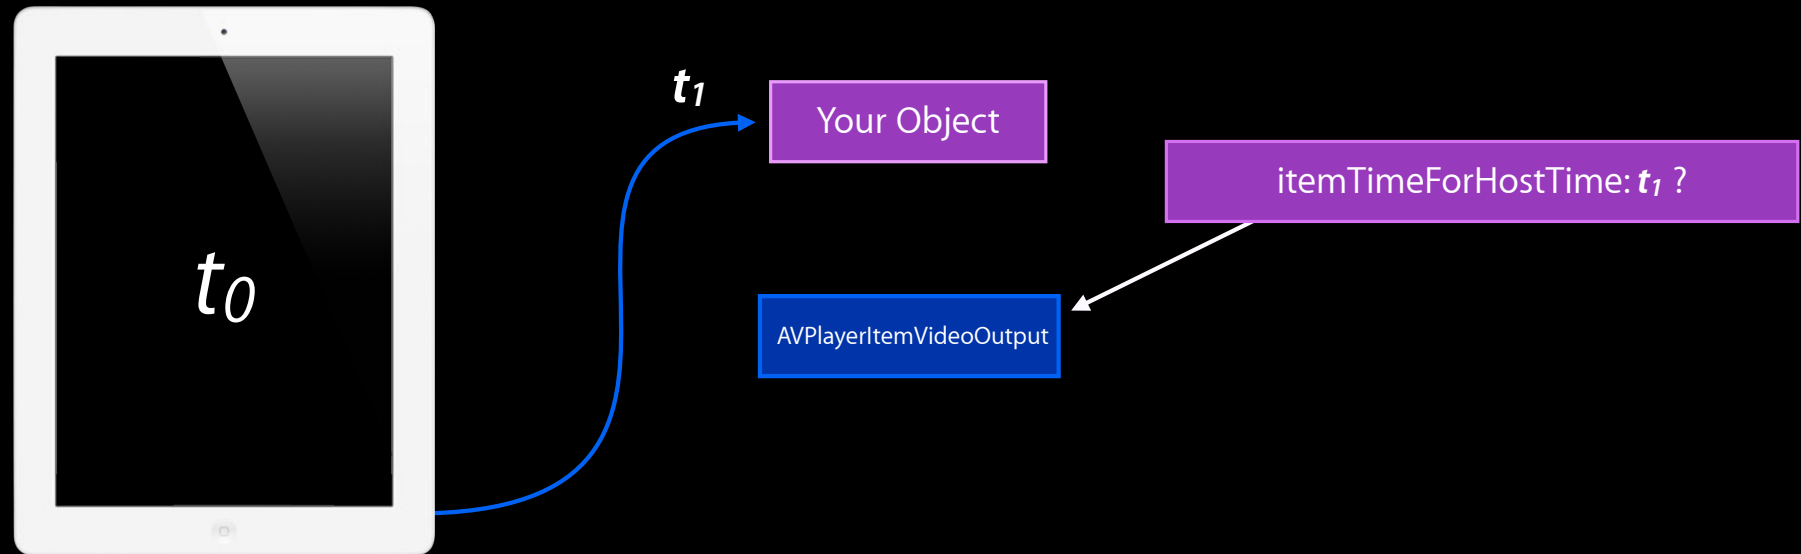 t₁
Your Object
itemTimeForHostTime: t₁ ?
t₀
AVPlayerItemVideoOutput